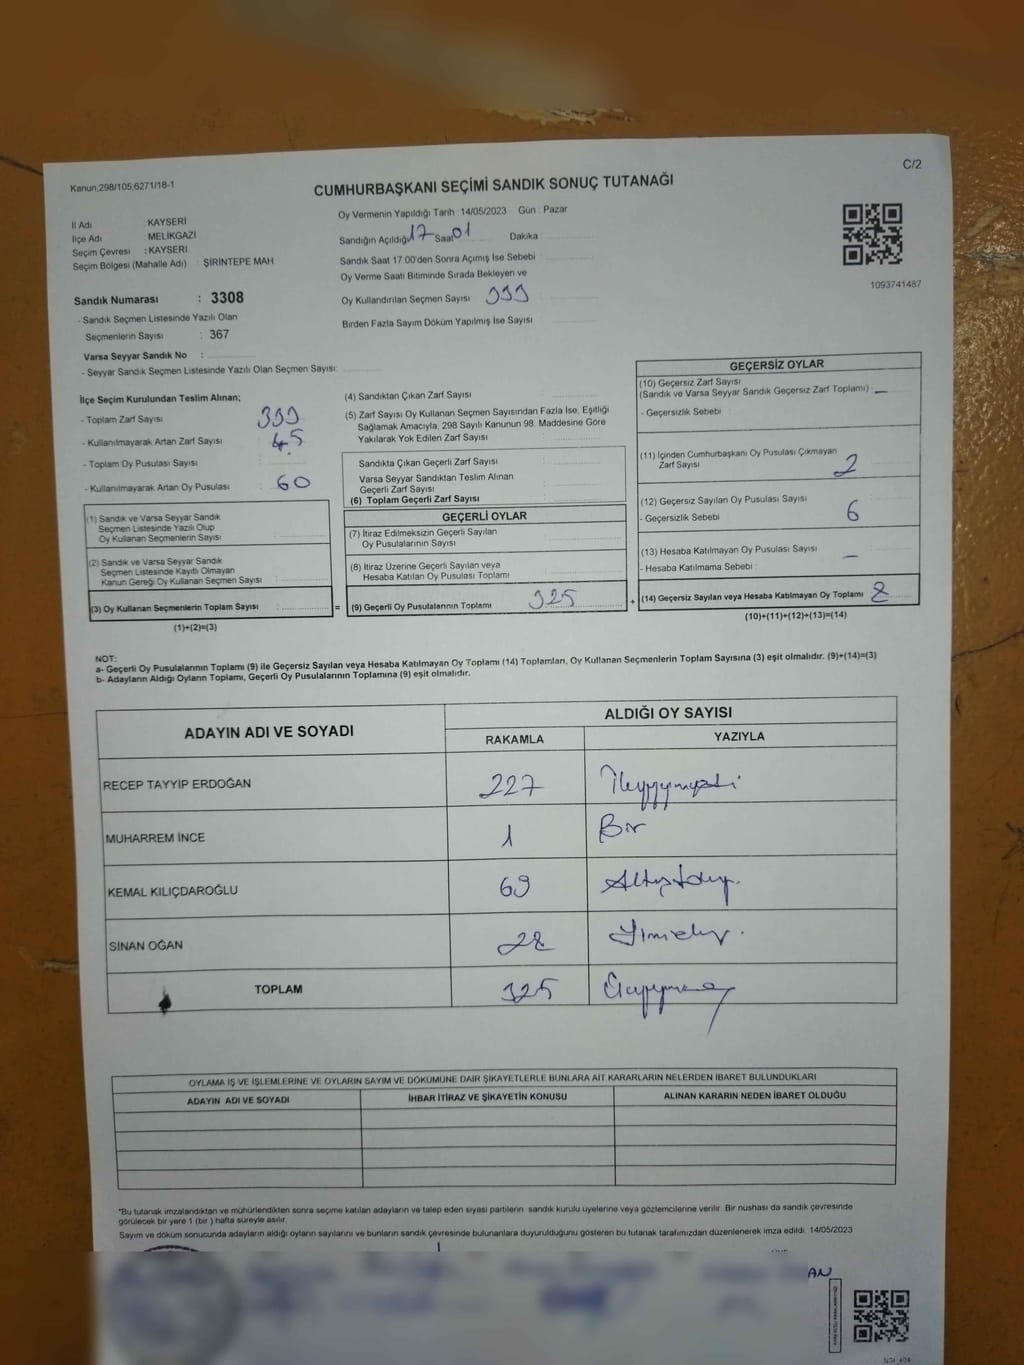 C/2
Kanun,298/105,6271/18-1
CUMHURBAŞKANI SEÇİMİ SANDIK SONUÇ TUTANAĞI
İl Adı KAYSERİ
İlçe Adı : MELİKGAZİ
Seçim Çevresi : KAYSERİ
Seçim Bölgesi (Mahalle Adı) : ŞİRİNTEPE MAH.
Oy Vermenin Yapıldığı Tarih : 14/05/2023 Gün : Pazar
Sandığın Açıldığı 17 Saat 01 Dakika
Sandık Saat 17:00'den Sonra Açımış İse Sebebi
Oy Verme Saati Bitiminde Sırada Bekleyen ve
Oy Kullandırılan Seçmen Sayısı 333
Birden Fazla Sayım Döküm Yapılmış İse Sayısı
1093741487
Sandık Numarası : 3308
- Sandık Seçmen Listesinde Yazılı Olan
Seçmenlerin Sayısı : 367
Varsa Seyyar Sandık No :
- Seyyar Sandık Seçmen Listesinde Yazılı Olan Seçmen Sayısı:
İlçe Seçim Kurulundan Teslim Alınan;
- Toplam Zarf Sayısı
- Kullanılmayarak Artan Zarf Sayısı 45
- Toplam Oy Pusulası Sayısı
- Kullanılmayarak Artan Oy Pusulası 60
(1) Sandık ve Varsa Seyyar Sandık
Seçmen Listesinde Yazılı Olup
Oy Kullanan Seçmenlerin Sayısı
(2) Sandık ve Varsa Seyyar Sandık
Seçmen Listesinde Kayıtlı Olmayan
Kanun Gereği Oy Kullanan Seçmen Sayısı
(3) Oy Kullanan Seçmenlerin Toplam Sayısı =
(1)+(2)=(3)
(4) Sandıktan Çıkan Zarf Sayısı
(5) Zarf Sayısı Oy Kullanan Seçmen Sayısından Fazla İse, Eşitliği
Sağlamak Amacıyla, 298 Sayılı Kanunun 98. Maddesine Göre
Yakılarak Yok Edilen Zarf Sayısı
Sandıkta Çıkan Geçerli Zarf Sayısı
Varsa Seyyar Sandıktan Teslim Alınan
Geçerli Zarf Sayısı
(6) Toplam Geçerli Zarf Sayısı
GEÇERLİ OYLAR
(7) İtiraz Edilmeksizin Geçerli Sayılan
Oy Pusulalarının Sayısı
(8) İtiraz Üzerine Geçerli Sayılan veya
Hesaba Katılan Oy Pusulası Toplamı
(9) Geçerli Oy Pusulalarının Toplamı 325 +
GEÇERSİZ OYLAR
(10) Geçersiz Zarf Sayısı
(Sandık ve Varsa Seyyar Sandık Geçersiz Zarf Toplamı) —
- Geçersizlik Sebebi
(11) İçinden Cumhurbaşkanı Oy Pusulası Çıkmayan
Zarf Sayısı 2
(12) Geçersiz Sayılan Oy Pusulası Sayısı
- Geçersizlik Sebebi 6
(13) Hesaba Katılmayan Oy Pusulası Sayısı —
- Hesaba Katılmama Sebebi
(14) Geçersiz Sayılan veya Hesaba Katılmayan Oy Toplamı 8
(10)+(11)+(12)+(13)=(14)
NOT:
a- Geçerli Oy Pusulalarının Toplamı (9) ile Geçersiz Sayılan veya Hesaba Katılmayan Oy Toplamı (14) Toplamları, Oy Kullanan Seçmenlerin Toplam Sayısına (3) eşit olmalıdır. (9)+(14)=(3)
b- Adayların Aldığı Oyların Toplamı, Geçerli Oy Pusulalarının Toplamına (9) eşit olmalıdır.
ADAYIN ADI VE SOYADI
ALDIĞI OY SAYISI
RAKAMLA YAZIYLA
RECEP TAYYİP ERDOĞAN 227
MUHARREM İNCE 1 Bir
KEMAL KILIÇDAROĞLU 69
SİNAN OĞAN 28
TOPLAM 325
OYLAMA İŞ VE İŞLEMLERİNE VE OYLARIN SAYIM VE DÖKÜMÜNE DAİR ŞİKAYETLERLE BUNLARA AİT KARARLARIN NELERDEN İBARET BULUNDUKLARI
ADAYIN ADI VE SOYADI İHBAR İTİRAZ VE ŞİKAYETİN KONUSU ALINAN KARARIN NEDEN İBARET OLDUĞU
*Bu tutanak imzalandıktan ve mühürlendikten sonra seçime katılan adayların ve talep eden siyasi partilerin sandık kurulu üyelerine veya gözlemcilerine verilir. Bir nüshası da sandık çevresinde
görülecek bir yere 1 (bir ) hafta süreyle asılır.
Sayım ve döküm sonucunda adayların aldığı oyların sayılarını ve bunların sandık çevresinde bulunanlara duyurulduğunu gösteren bu tutanak tarafımızdan düzenlenerek imza edildi. 14/05/2023
AN